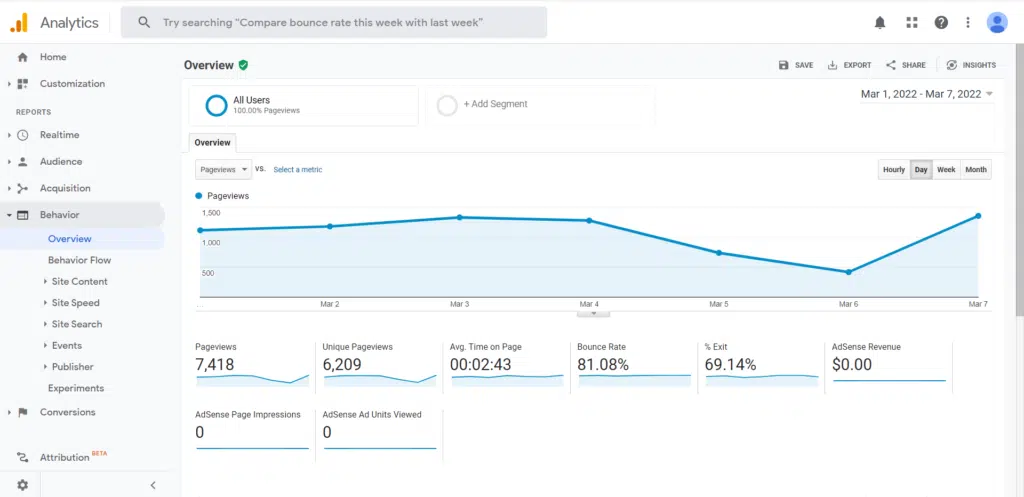 Analytics
Try searching “Compare bounce rate this week with last week”
Home
Customization
REPORTS
Realtime
Audience
Acquisition
Behavior
Overview
Behavior Flow
Site Content
Site Speed
Site Search
Events
Publisher
Experiments
Conversions
Attribution BETA
Overview
SAVE
EXPORT
SHARE
INSIGHTS
All Users
100.00% Pageviews
+ Add Segment
Mar 1, 2022 - Mar 7, 2022
Overview
Pageviews
VS.
Select a metric
Hourly
Day
Week
Month
Pageviews
1,500
1,000
500
...
Mar 2
Mar 3
Mar 4
Mar 5
Mar 6
Mar 7
Pageviews
7,418
Unique Pageviews
6,209
Avg. Time on Page
00:02:43
Bounce Rate
81.08%
% Exit
69.14%
AdSense Revenue
$0.00
AdSense Page Impressions
0
AdSense Ad Units Viewed
0